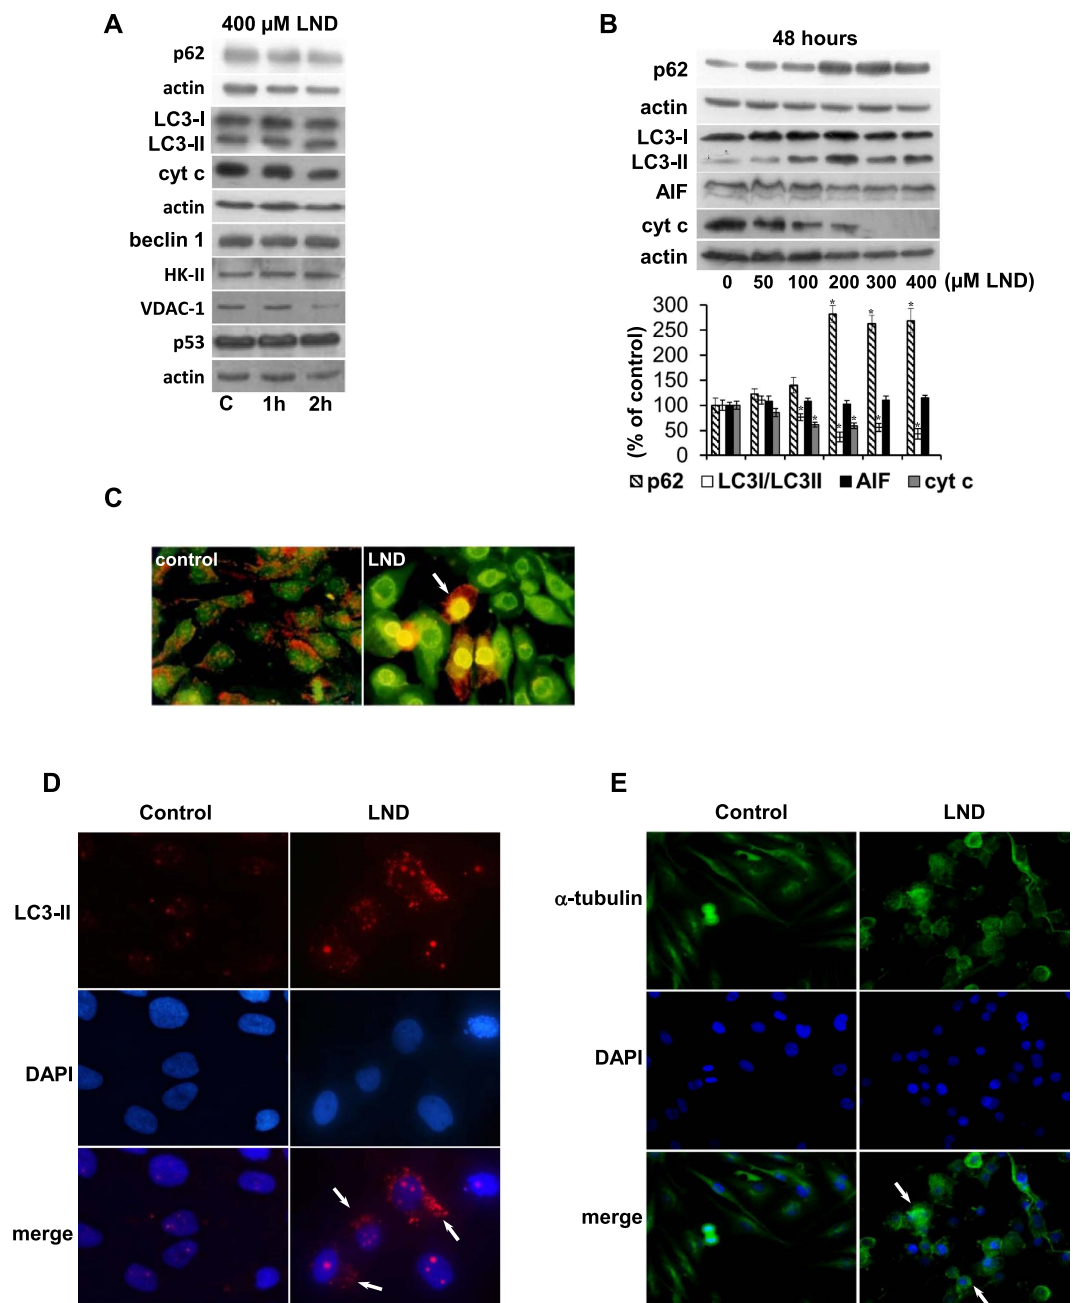 A
400 µM LND
p62
actin
LC3-I
LC3-II
cyt c
actin
beclin 1
HK-II
VDAC-1
p53
actin
C 1h 2h
B
48 hours
p62
actin
LC3-I
LC3-II
AIF
cyt c
actin
0 50 100 200 300 400 (µM LND)
(% of control)
300
250
200
150
100
50
0
* * * * * * * *
p62 LC3I/LC3II AIF cyt c
C
control LND
D
Control LND
LC3-II
DAPI
merge
E
Control LND
α-tubulin
DAPI
merge